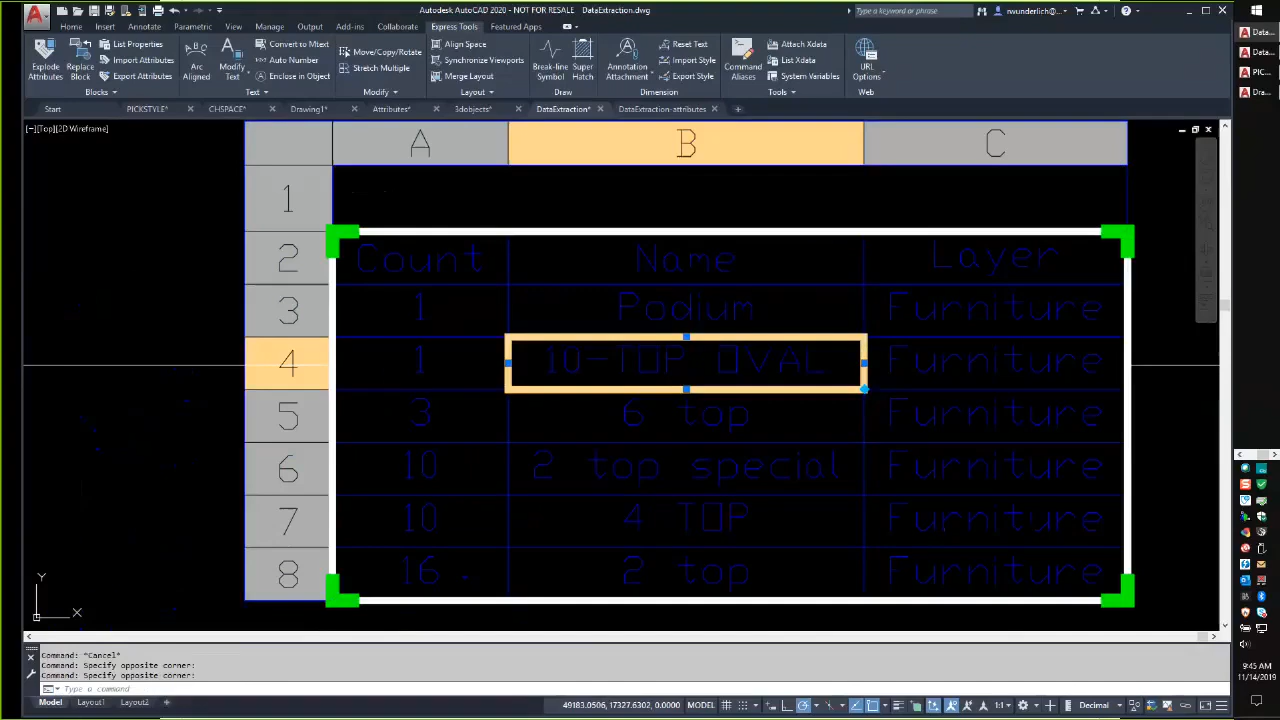 Autodesk AutoCAD 2020 - NOT FOR RESALE DataExtraction.dwg
Type a keyword or phrase
rwunderlich@...
Home Insert Annotate Parametric View Manage Output Add-ins Collaborate Express Tools Featured Apps
Explode Attributes
Replace Block
List Properties
Import Attributes
Export Attributes
Blocks
Arc Aligned
Modify Text
Convert to Mtext
Auto Number
Enclose in Object
Text
Move/Copy/Rotate
Stretch Multiple
Modify
Align Space
Synchronize Viewports
Merge Layout
Layout
Break-line Symbol
Super Hatch
Draw
Annotation Attachment
Reset Text
Import Style
Export Style
Dimension
Command Aliases
Attach Xdata
List Xdata
System Variables
Tools
URL Options
Web
Start PICKSTYLE* CHSPACE* Drawing1* Attributes* 3dobjects* DataExtraction* DataExtraction-attributes
[−][Top][2D Wireframe]
A B C
1
2 Count Name Layer
3 1 Podium Furniture
4 1 10-TOP OVAL Furniture
5 3 6 top Furniture
6 10 2 top special Furniture
7 10 4 TOP Furniture
8 16 2 top Furniture
Y
X
Command: *Cancel*
Command: Specify opposite corner:
Command: Specify opposite corner:
Type a command
Model Layout1 Layout2
49183.0506, 17327.6302, 0.0000 MODEL
1:1
Decimal
Data...
Data...
PIC...
Dra...
9:45 AM
11/14/2019